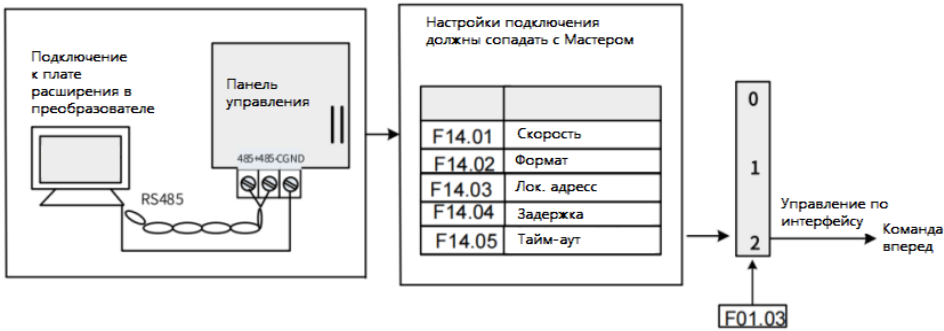 Подключение
к плате
расширения в
преобразователе
Панель
управления
485+485-CGND
RS485
Настройки подключения
должны сопадать с Мастером
F14.01 Скорость
F14.02 Формат
F14.03 Лок. адресс
F14.04 Задержка
F14.05 Тайм-аут
0
1
2
Управление по
интерфейсу
Команда
вперед
F01.03